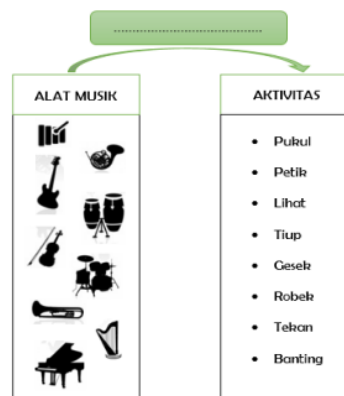 ..........................................
ALAT MUSIK
AKTIVITAS
• Pukul
• Petik
• Lihat
• Tiup
• Gesek
• Robek
• Tekan
• Banting